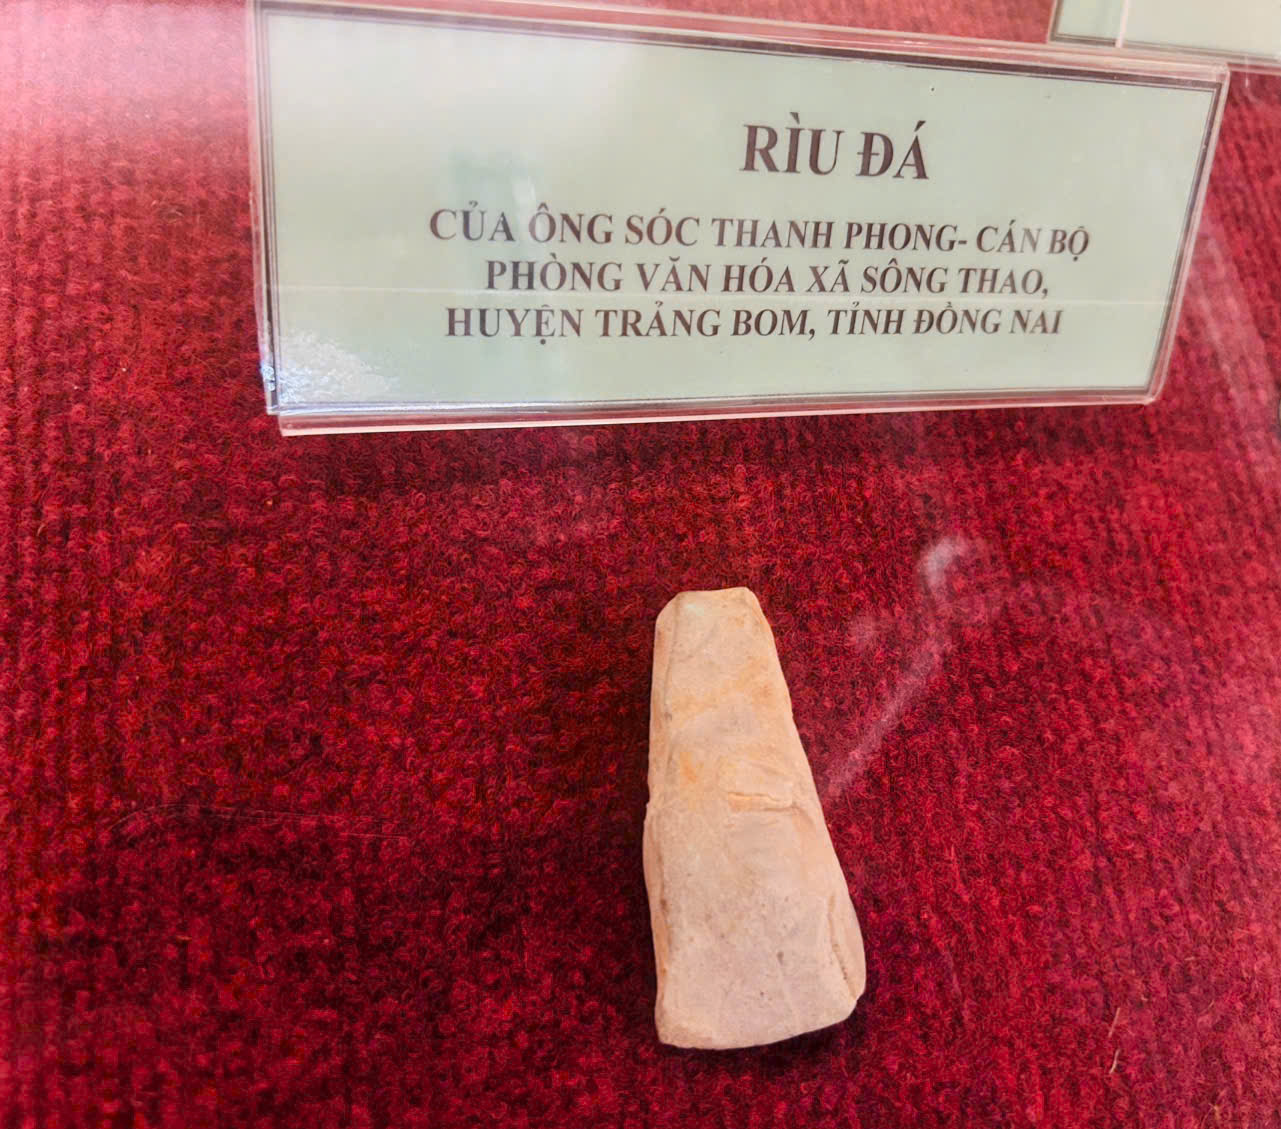 RÌU ĐÁ
CỦA ÔNG SÓC THANH PHONG- CÁN BỘ
PHÒNG VĂN HÓA XÃ SÔNG THAO,
HUYỆN TRẢNG BOM, TỈNH ĐỒNG NAI